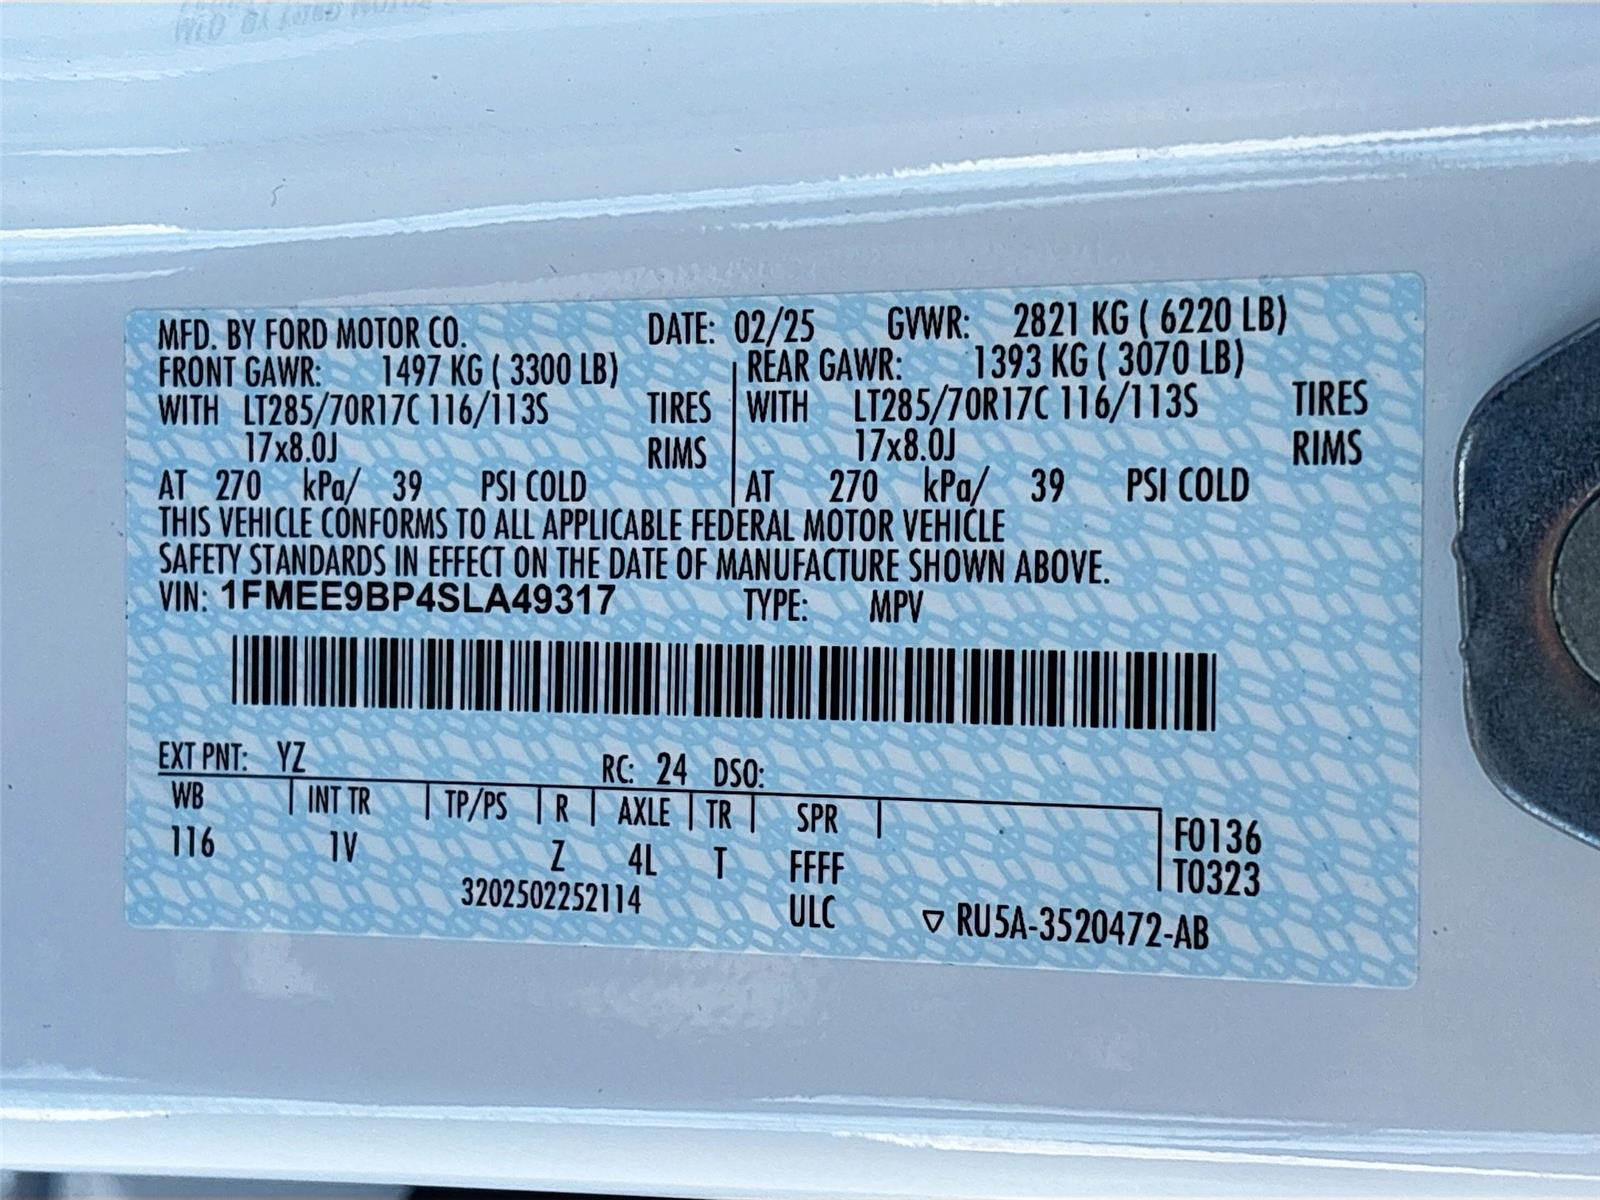 MFD. BY FORD MOTOR CO. DATE: 02/25 GVWR: 2821 KG ( 6220 LB)
FRONT GAWR: 1497 KG ( 3300 LB) REAR GAWR: 1393 KG ( 3070 LB)
WITH LT285/70R17C 116/113S TIRES WITH LT285/70R17C 116/113S TIRES
17x8.0J RIMS 17x8.0J RIMS
AT 270 kPa/ 39 PSI COLD AT 270 kPa/ 39 PSI COLD
THIS VEHICLE CONFORMS TO ALL APPLICABLE FEDERAL MOTOR VEHICLE
SAFETY STANDARDS IN EFFECT ON THE DATE OF MANUFACTURE SHOWN ABOVE.
VIN: 1FMEE9BP4SLA49317 TYPE: MPV
EXT PNT: YZ RC: 24 DSO:
WB INT TR TP/PS R AXLE TR SPR F0136
116 1V Z 4L T FFFF T0323
3202502252114 ULC ▽ RU5A-3520472-AB